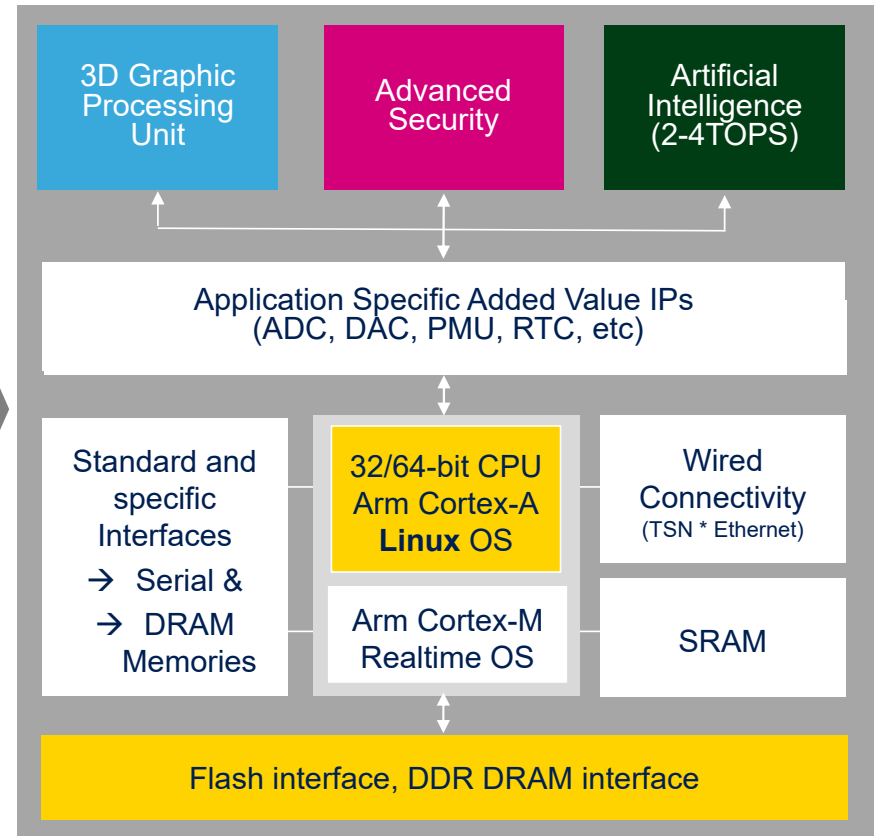 3D Graphic
Processing
Unit
Advanced
Security
Artificial
Intelligence
(2-4TOPS)
Application Specific Added Value IPs
(ADC, DAC, PMU, RTC, etc)
Standard and
specific
Interfaces
→ Serial &
→ DRAM
Memories
32/64-bit CPU
Arm Cortex-A
Linux OS
Arm Cortex-M
Realtime OS
Wired
Connectivity
(TSN * Ethernet)
SRAM
Flash interface, DDR DRAM interface